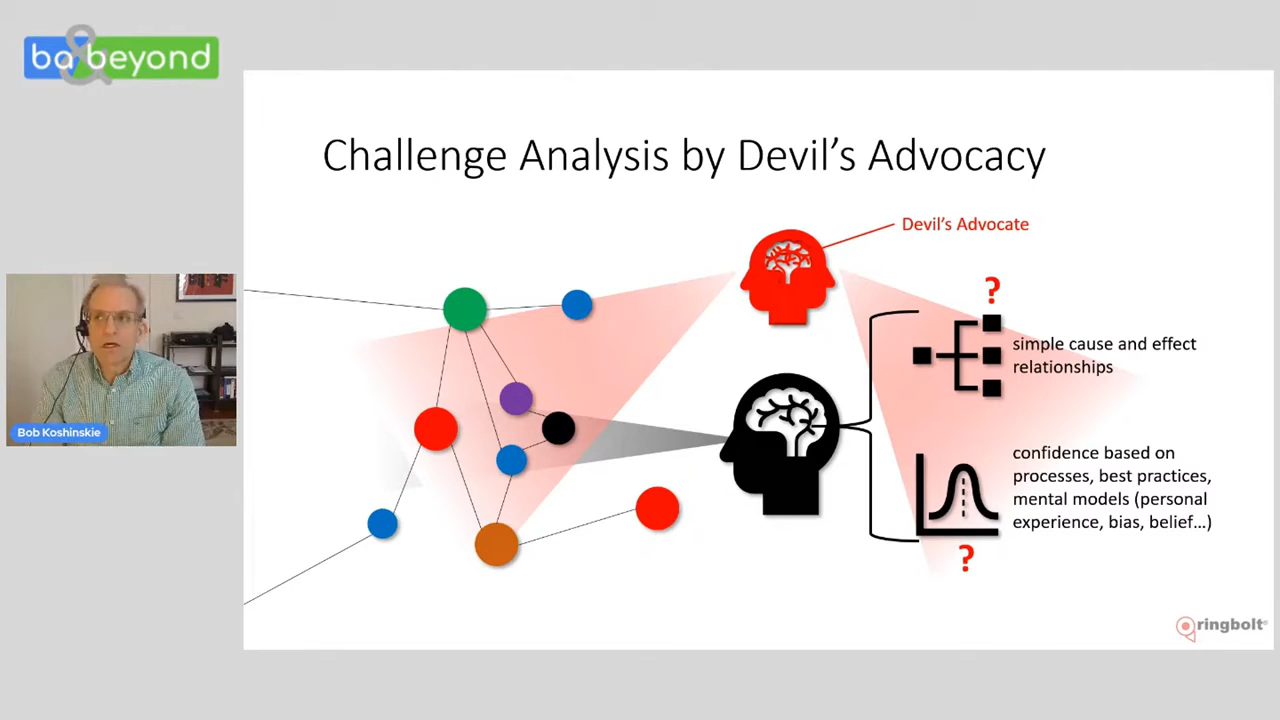 ba & beyond
Challenge Analysis by Devil's Advocacy
Devil's Advocate
?
simple cause and effect
relationships
Bob Koshinskie
confidence based on
processes, best practices,
mental models (personal
experience, bias, belief...)
?
ringbolt®